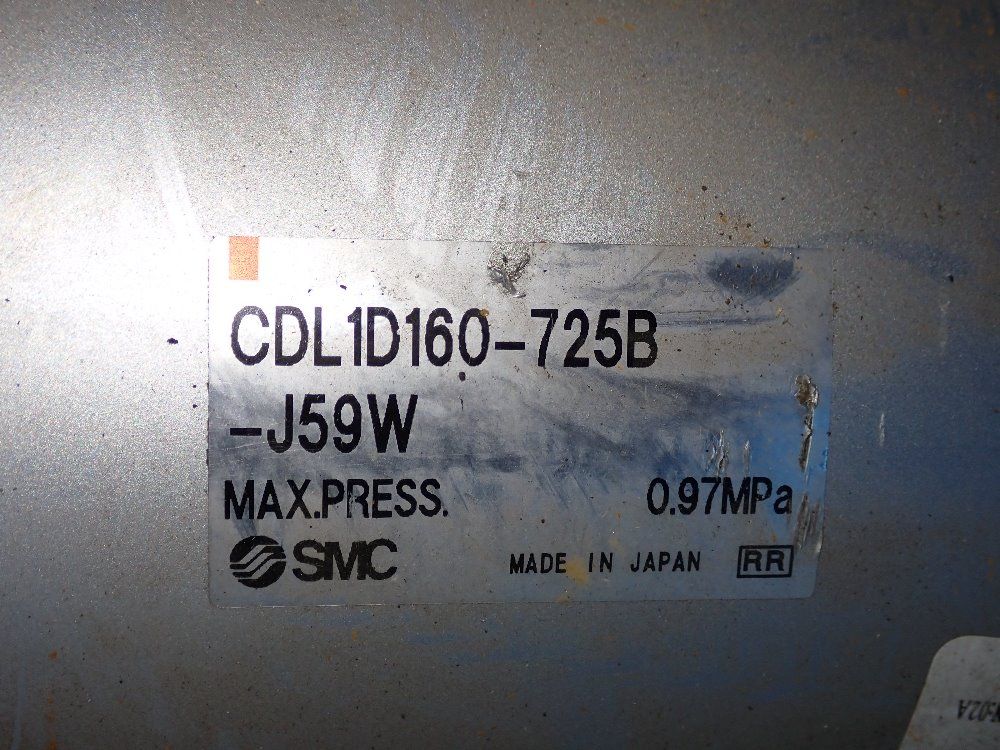 CDL1D160-725B
-J59W
MAX.PRESS. 0.97MPa
SMC MADE IN JAPAN RR